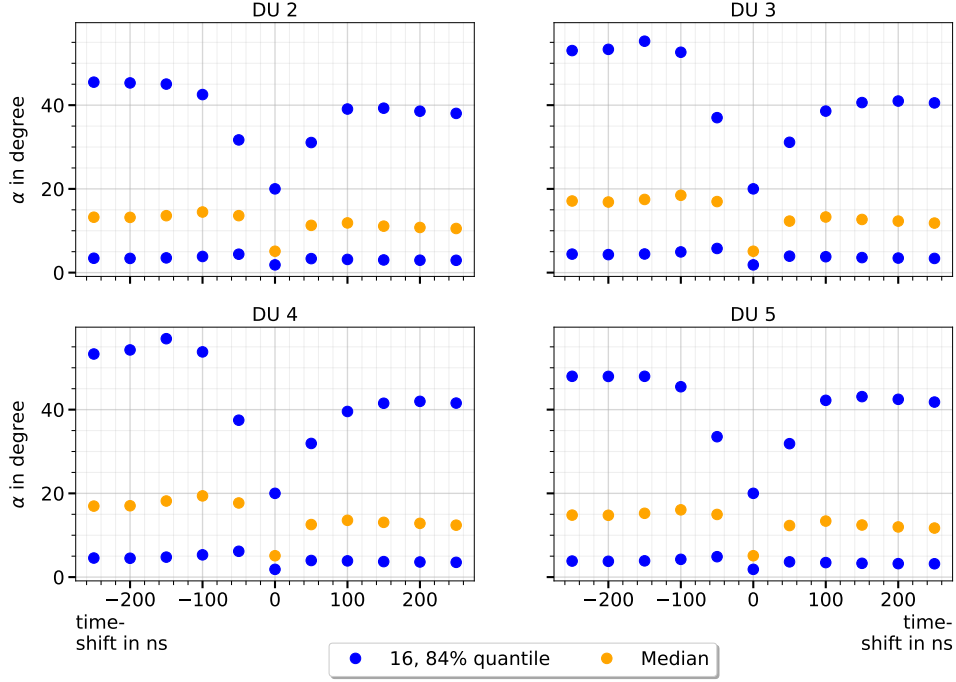 DU 2
DU 3
α in degree
40
20
0
DU 4
DU 5
α in degree
40
20
0
−200 −100 0 100 200
−200 −100 0 100 200
time-
shift in ns
time-
shift in ns
16, 84% quantile
Median